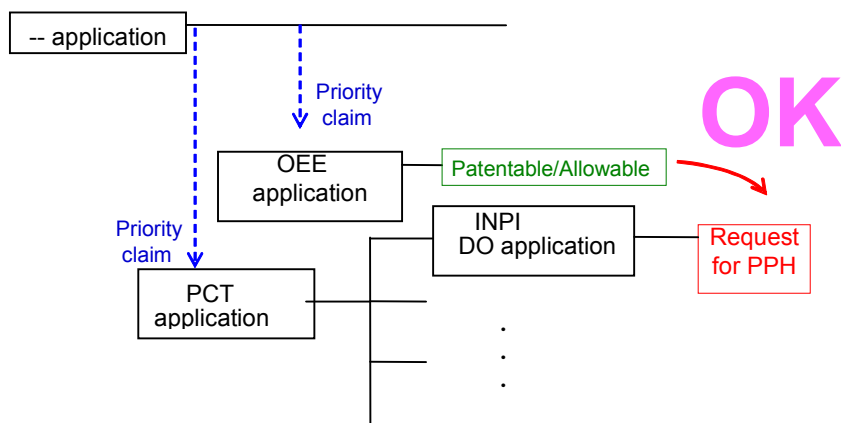 -- application
OK
Priority
claim
OEE
application
Patentable/Allowable
INPI
DO application
Request
for PPH
Priority
claim
PCT
application